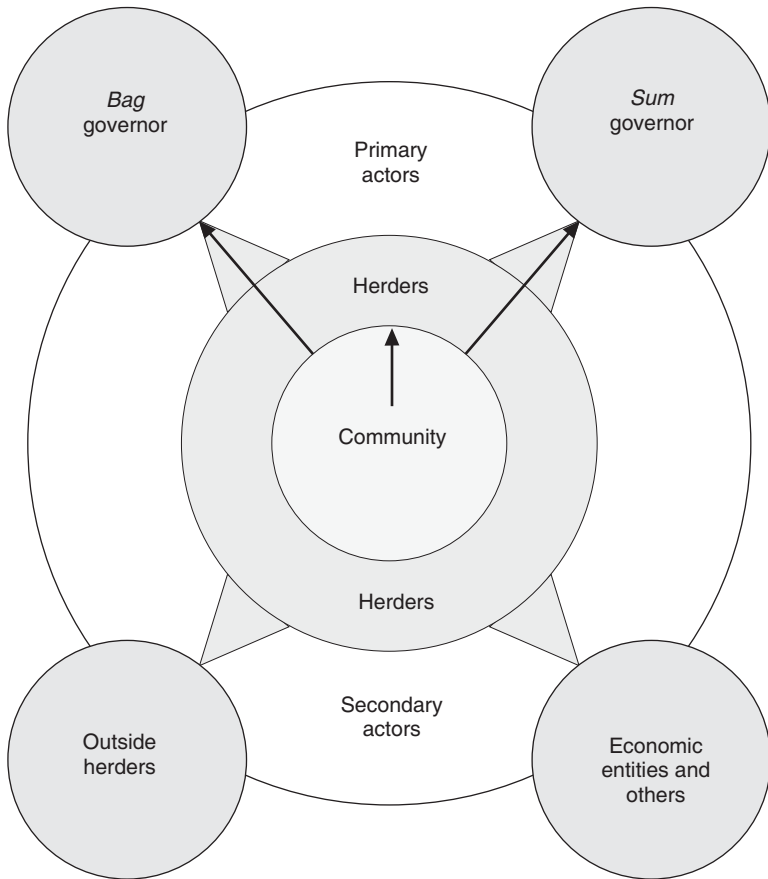 Bag
governor
Sum
governor
Primary
actors
Herders
Community
Herders
Secondary
actors
Outside
herders
Economic
entities and
others